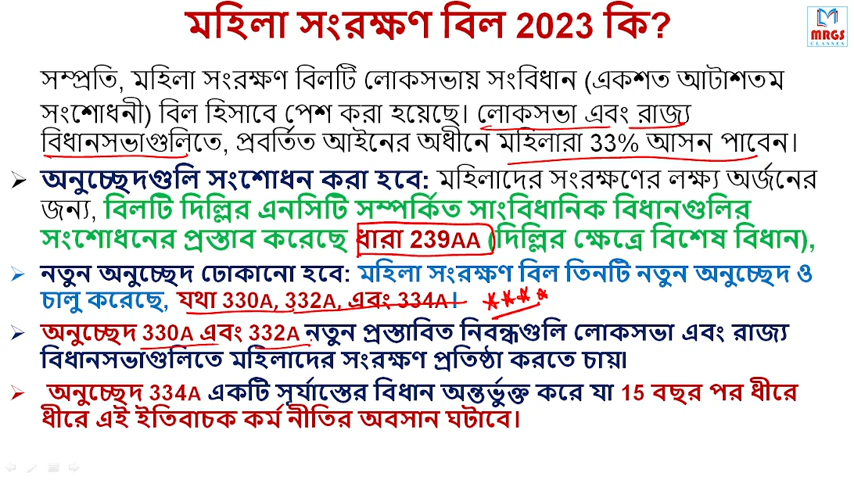 মহিলা সংরক্ষণ বিল 2023 কি?
MRGS
CLASSES
সম্প্রতি, মহিলা সংরক্ষণ বিলটি লোকসভায় সংবিধান (একশত আটাশতম
সংশোধনী) বিল হিসাবে পেশ করা হয়েছে। লোকসভা এবং রাজ্য
বিধানসভাগুলিতে, প্রবর্তিত আইনের অধীনে মহিলারা 33% আসন পাবেন।
➢ অনুচ্ছেদগুলি সংশোধন করা হবে: মহিলাদের সংরক্ষণের লক্ষ্য অর্জনের
জন্য, বিলটি দিল্লির এনসিটি সম্পর্কিত সাংবিধানিক বিধানগুলির
সংশোধনের প্রস্তাব করেছে ধারা 239AA (দিল্লির ক্ষেত্রে বিশেষ বিধান),
➢ নতুন অনুচ্ছেদ ঢোকানো হবে: মহিলা সংরক্ষণ বিল তিনটি নতুন অনুচ্ছেদ ও
চালু করেছে, যথা 330A, 332A, এবং 334A।
➢ অনুচ্ছেদ 330A এবং 332A নতুন প্রস্তাবিত নিবন্ধগুলি লোকসভা এবং রাজ্য
বিধানসভাগুলিতে মহিলাদের সংরক্ষণ প্রতিষ্ঠা করতে চায়।
➢ অনুচ্ছেদ 334A একটি সূর্যাস্তের বিধান অন্তর্ভুক্ত করে যা 15 বছর পর ধীরে
ধীরে এই ইতিবাচক কর্ম নীতির অবসান ঘটাবে।